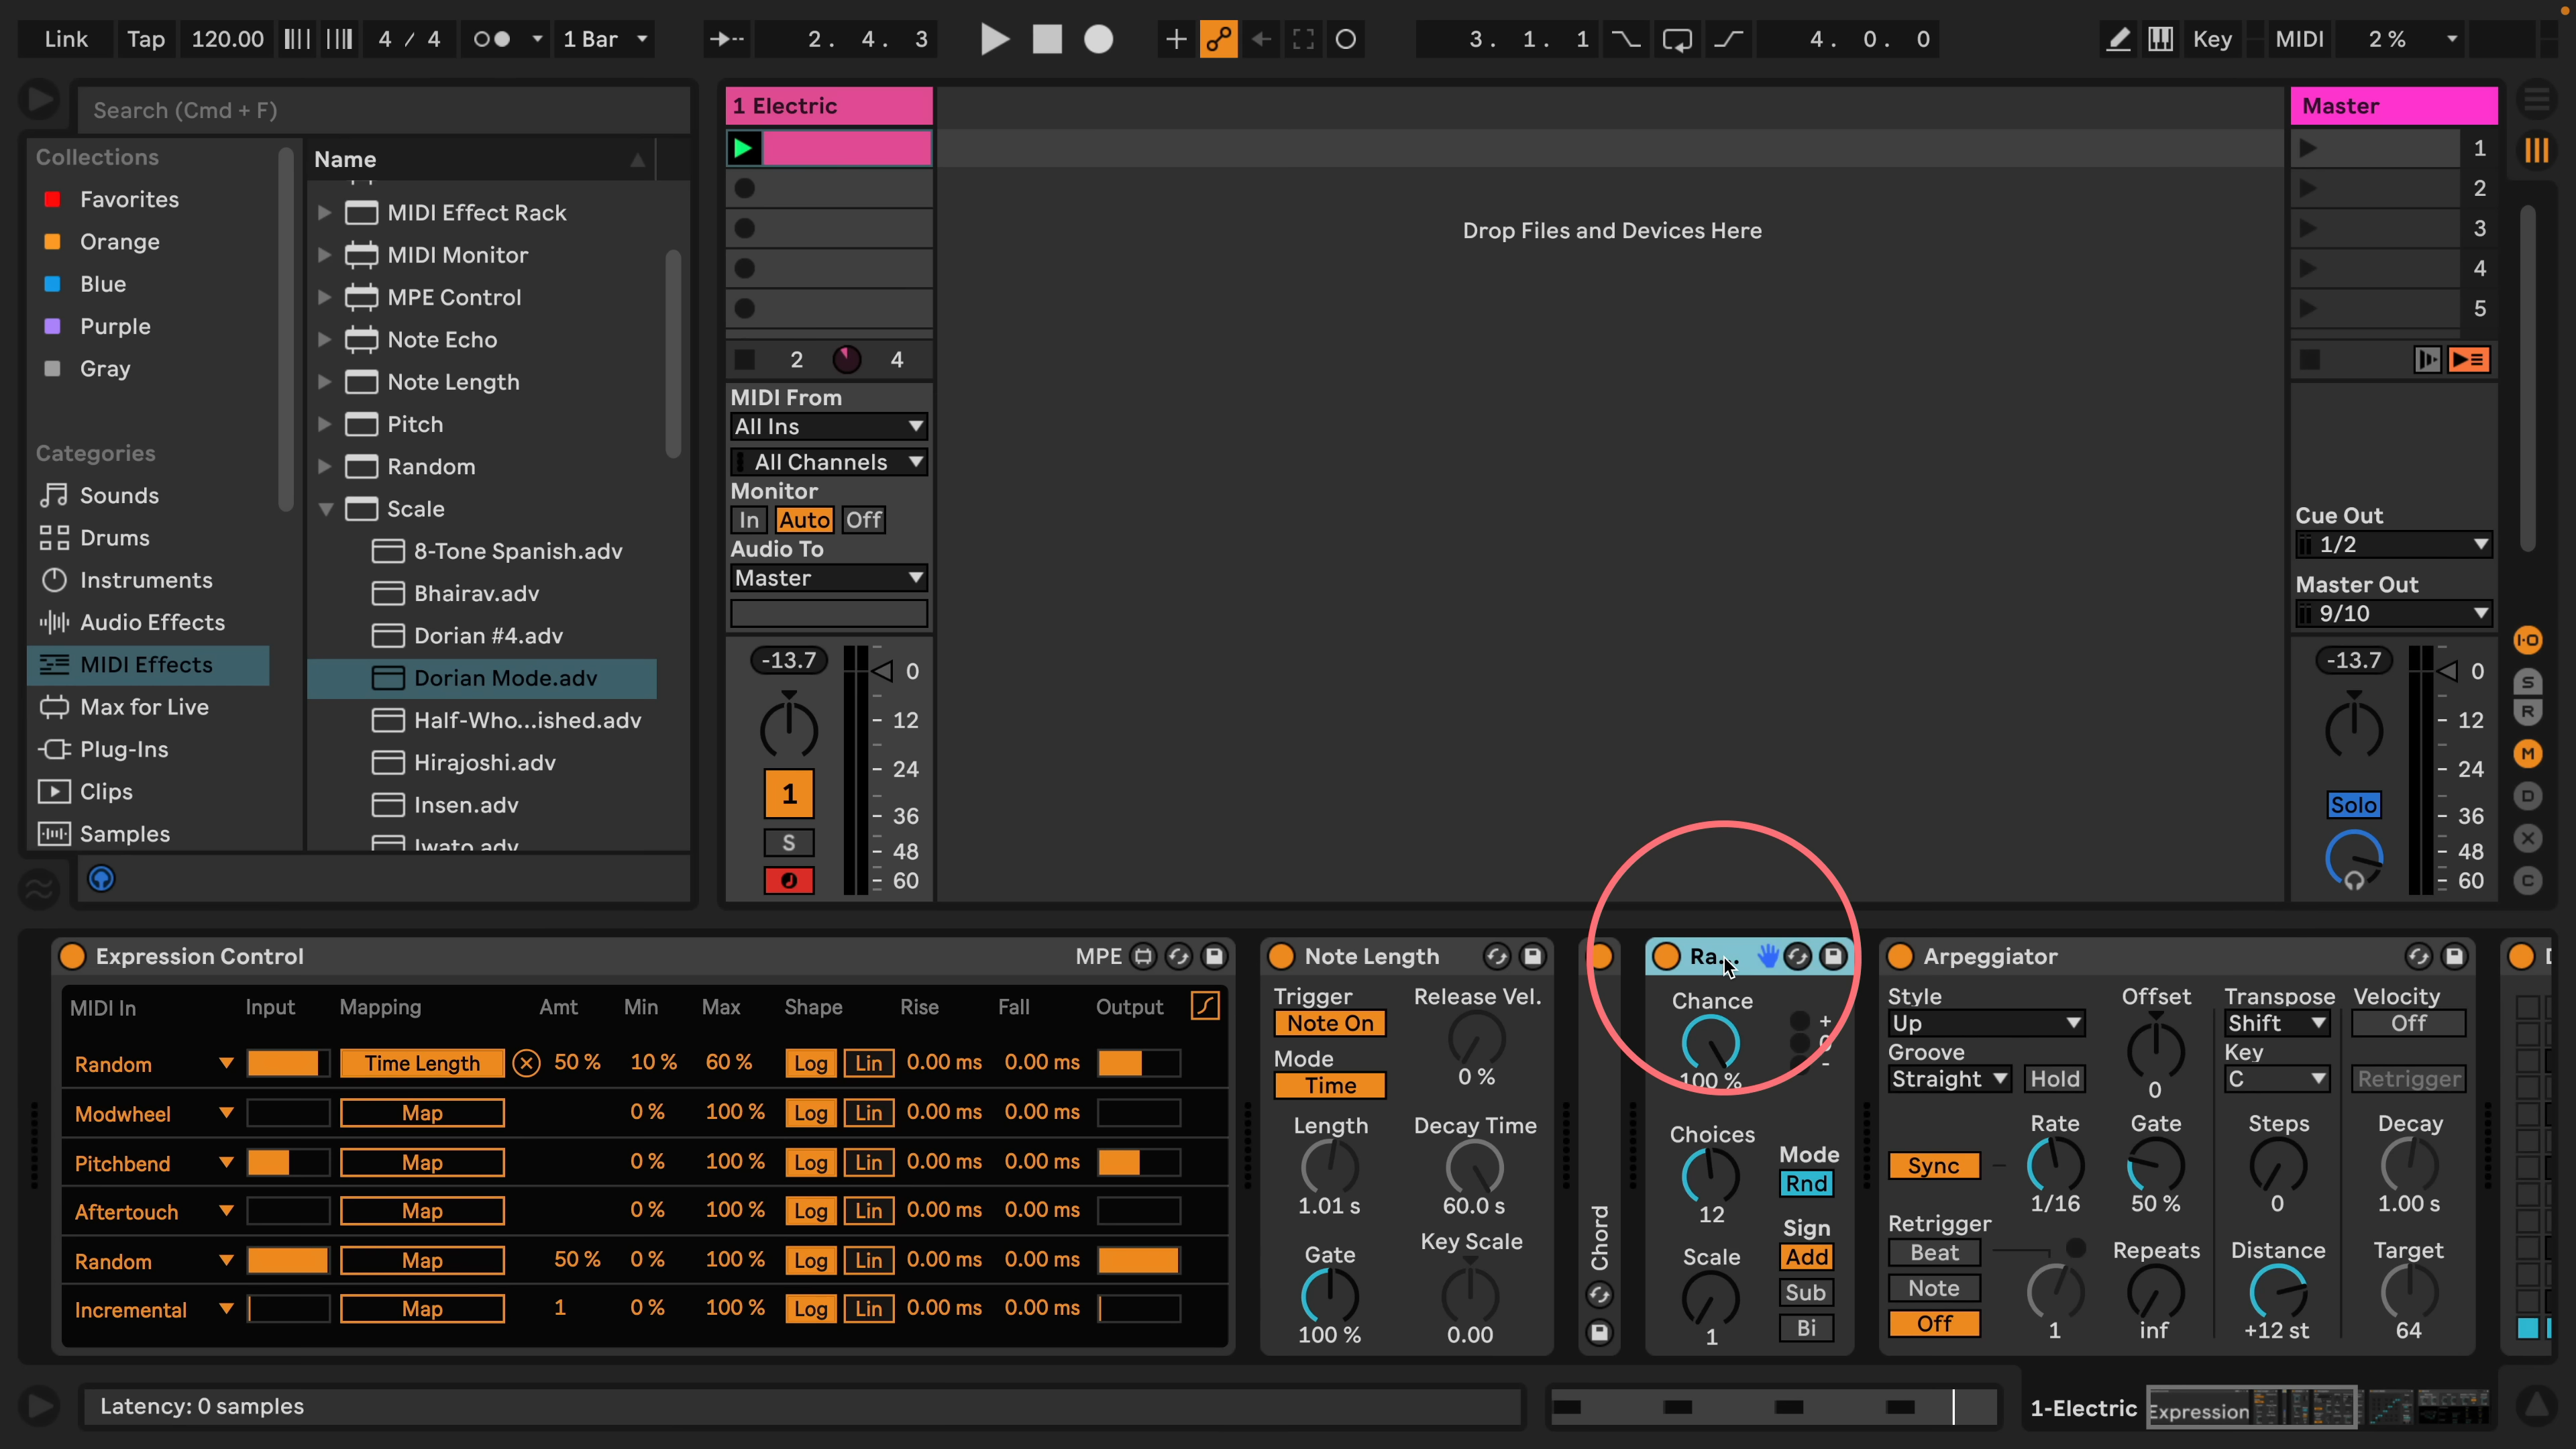 Link Tap 120.00 4 / 4 1 Bar 2. 4. 3 3. 1. 1 4. 0. 0 Key MIDI 2 %
Search (Cmd + F)
Collections
Favorites
Orange
Blue
Purple
Gray
Categories
Sounds
Drums
Instruments
Audio Effects
MIDI Effects
Max for Live
Plug-Ins
Clips
Samples
Name
MIDI Effect Rack
MIDI Monitor
MPE Control
Note Echo
Note Length
Pitch
Random
Scale
8-Tone Spanish.adv
Bhairav.adv
Dorian #4.adv
Dorian Mode.adv
Half-Who...ished.adv
Hirajoshi.adv
Insen.adv
Iwato.adv
1 Electric
2 4
MIDI From
All Ins
All Channels
Monitor
In Auto Off
Audio To
Master
-13.7
0
12
24
36
48
60
1
S
Drop Files and Devices Here
Master
1
2
3
4
5
Cue Out
1/2
Master Out
9/10
-13.7
0
12
24
36
48
60
Solo
I·O
S
R
M
D
X
C
Expression Control MPE
MIDI In Input Mapping Amt Min Max Shape Rise Fall Output
Random Time Length 50 % 10 % 60 % Log Lin 0.00 ms 0.00 ms
Modwheel Map 0 % 100 % Log Lin 0.00 ms 0.00 ms
Pitchbend Map 0 % 100 % Log Lin 0.00 ms 0.00 ms
Aftertouch Map 0 % 100 % Log Lin 0.00 ms 0.00 ms
Random Map 50 % 0 % 100 % Log Lin 0.00 ms 0.00 ms
Incremental Map 1 0 % 100 % Log Lin 0.00 ms 0.00 ms
Note Length
Trigger Release Vel.
Note On
Mode
Time 0 %
Length Decay Time
1.01 s 60.0 s
Gate Key Scale
100 % 0.00
Chord
Ra...
Chance
+
0
-
100 %
Choices
Mode
Rnd
12
Sign
Scale
Add
Sub
Bi
1
Arpeggiator
Style Offset Transpose Velocity
Up Shift Off
Groove Key
Straight Hold 0 C Retrigger
Rate Gate Steps Decay
Sync
1/16 50 % 0 1.00 s
Retrigger
Beat Repeats Distance Target
Note
Off 1 inf +12 st 64
Latency: 0 samples
1-Electric Expression